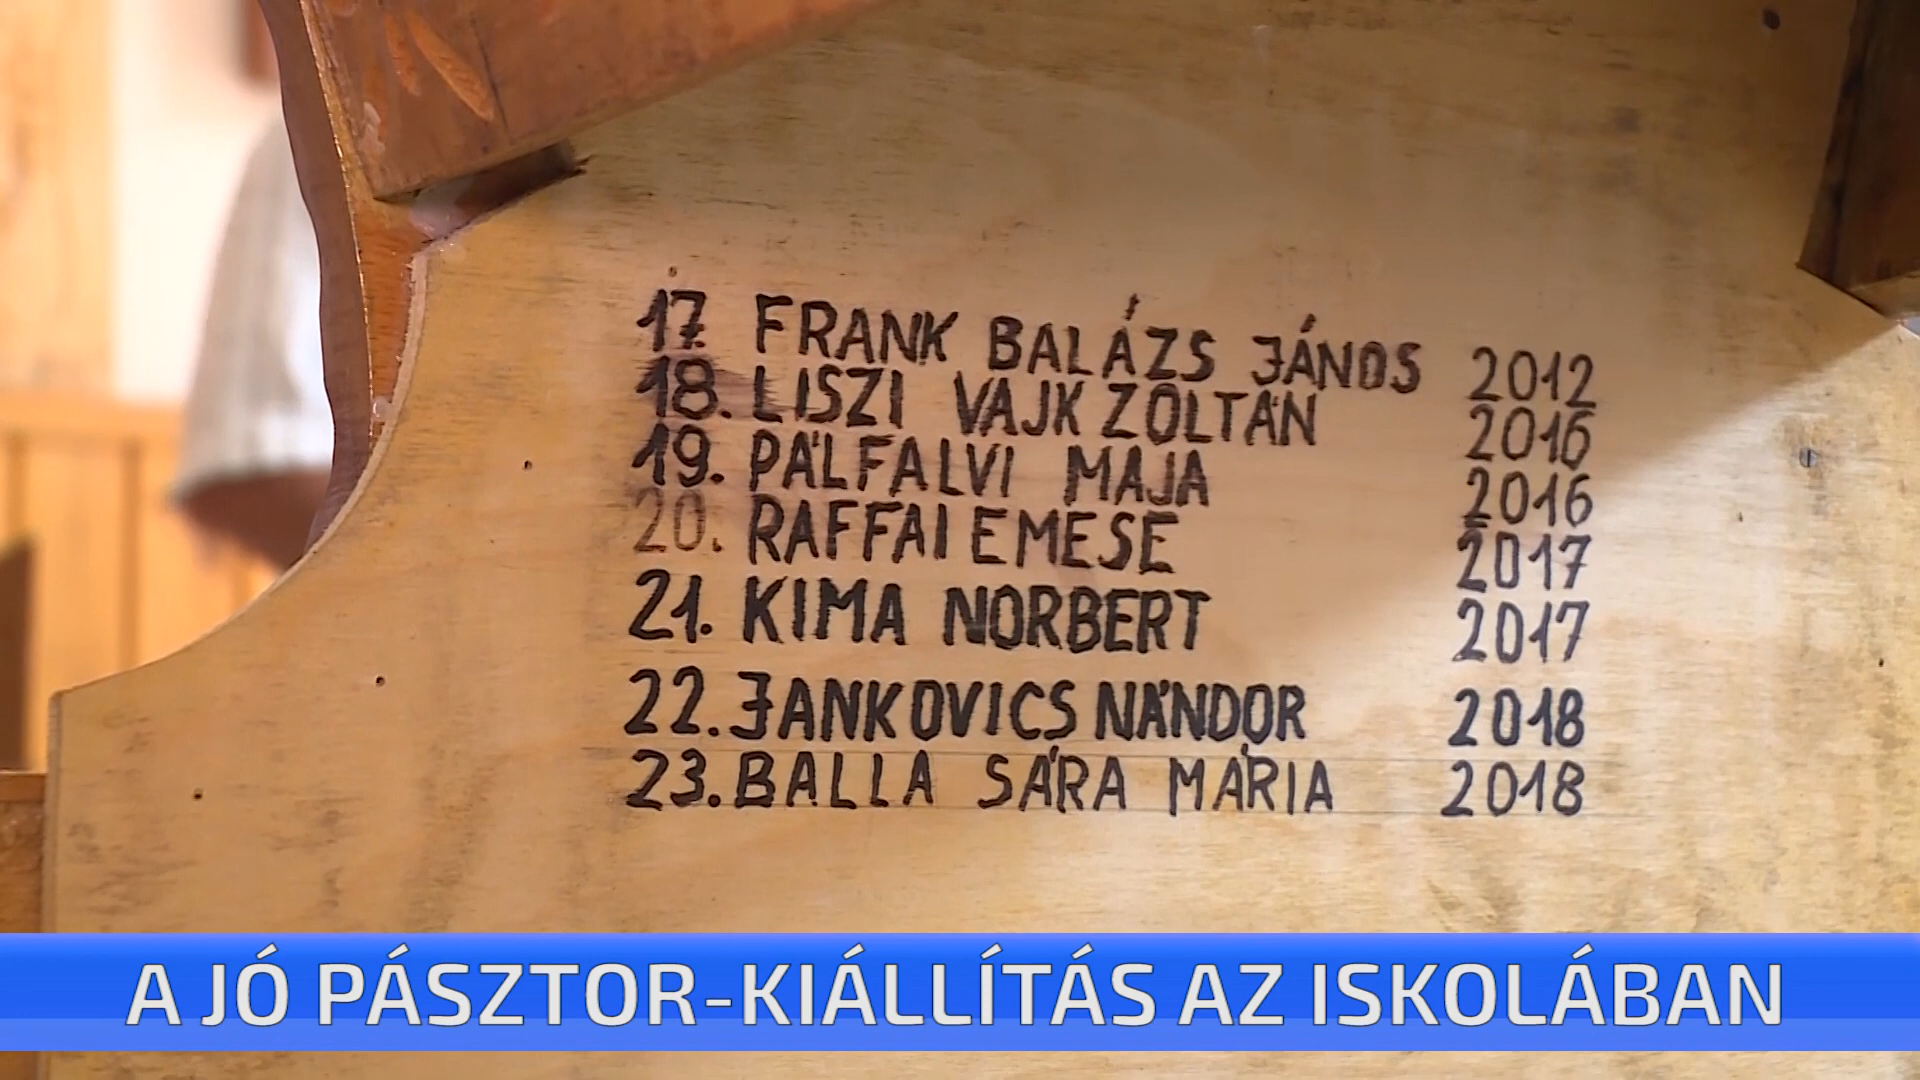 17. FRANK BALÁZS JÁNOS 2012
18. LISZI VAJK ZOLTÁN 2016
19. PÁLFALVI MAJA 2016
20. RAFFAI EMESE 2017
21. KIMA NORBERT 2017
22. JANKOVICS NÁNDOR 2018
23. BALLA SÁRA MÁRIA 2018
A JÓ PÁSZTOR-KIÁLLÍTÁS AZ ISKOLÁBAN